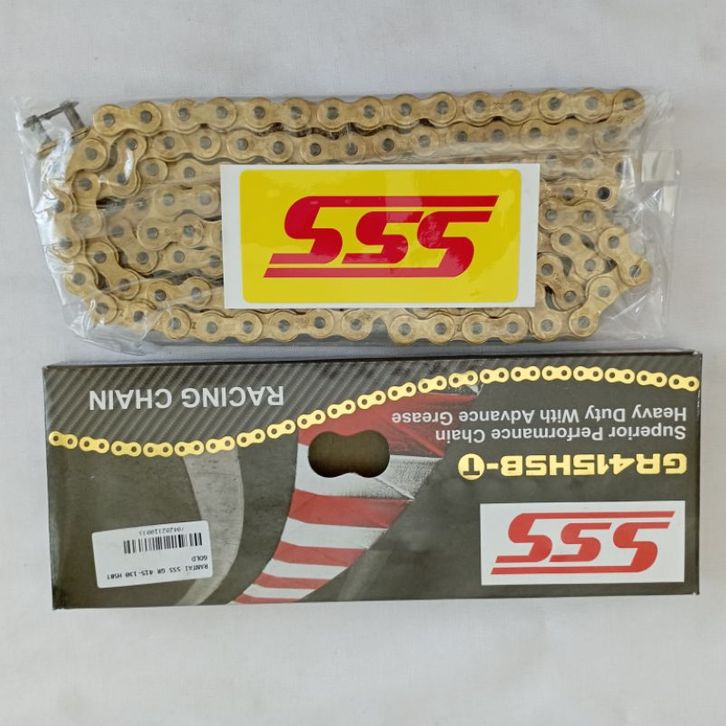 SSS
RACING CHAIN
Superior Performance Chain
Heavy Duty With Advance Grease
GR415HSB-T
SSS
RANTAI SSS GR 415-130 HSB1
GOLD